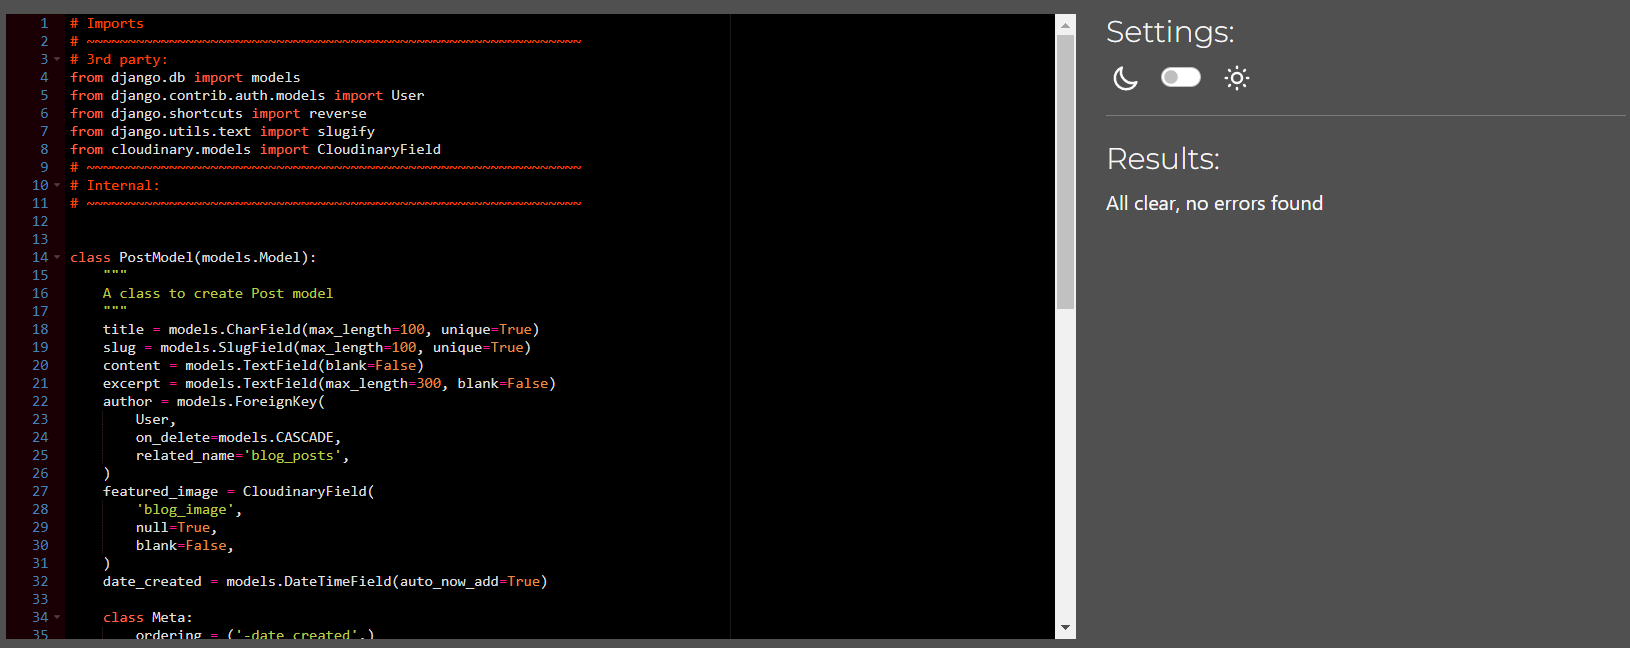 1 # Imports
2 # ~~~~~~~~~~~~~~~~~~~~~~~~~~~~~~~~~~~~~~~~~~~~~~~~~~~~~~~~~~~~
3 # 3rd party:
4 from django.db import models
5 from django.contrib.auth.models import User
6 from django.shortcuts import reverse
7 from django.utils.text import slugify
8 from cloudinary.models import CloudinaryField
9 # ~~~~~~~~~~~~~~~~~~~~~~~~~~~~~~~~~~~~~~~~~~~~~~~~~~~~~~~~~~~~
10 # Internal:
11 # ~~~~~~~~~~~~~~~~~~~~~~~~~~~~~~~~~~~~~~~~~~~~~~~~~~~~~~~~~~~~
12
13
14 class PostModel(models.Model):
15     """
16     A class to create Post model
17     """
18     title = models.CharField(max_length=100, unique=True)
19     slug = models.SlugField(max_length=100, unique=True)
20     content = models.TextField(blank=False)
21     excerpt = models.TextField(max_length=300, blank=False)
22     author = models.ForeignKey(
23         User,
24         on_delete=models.CASCADE,
25         related_name='blog_posts',
26     )
27     featured_image = CloudinaryField(
28         'blog_image',
29         null=True,
30         blank=False,
31     )
32     date_created = models.DateTimeField(auto_now_add=True)
33
34     class Meta:
35         ordering = ('-date_created',)
Settings:
Results:
All clear, no errors found